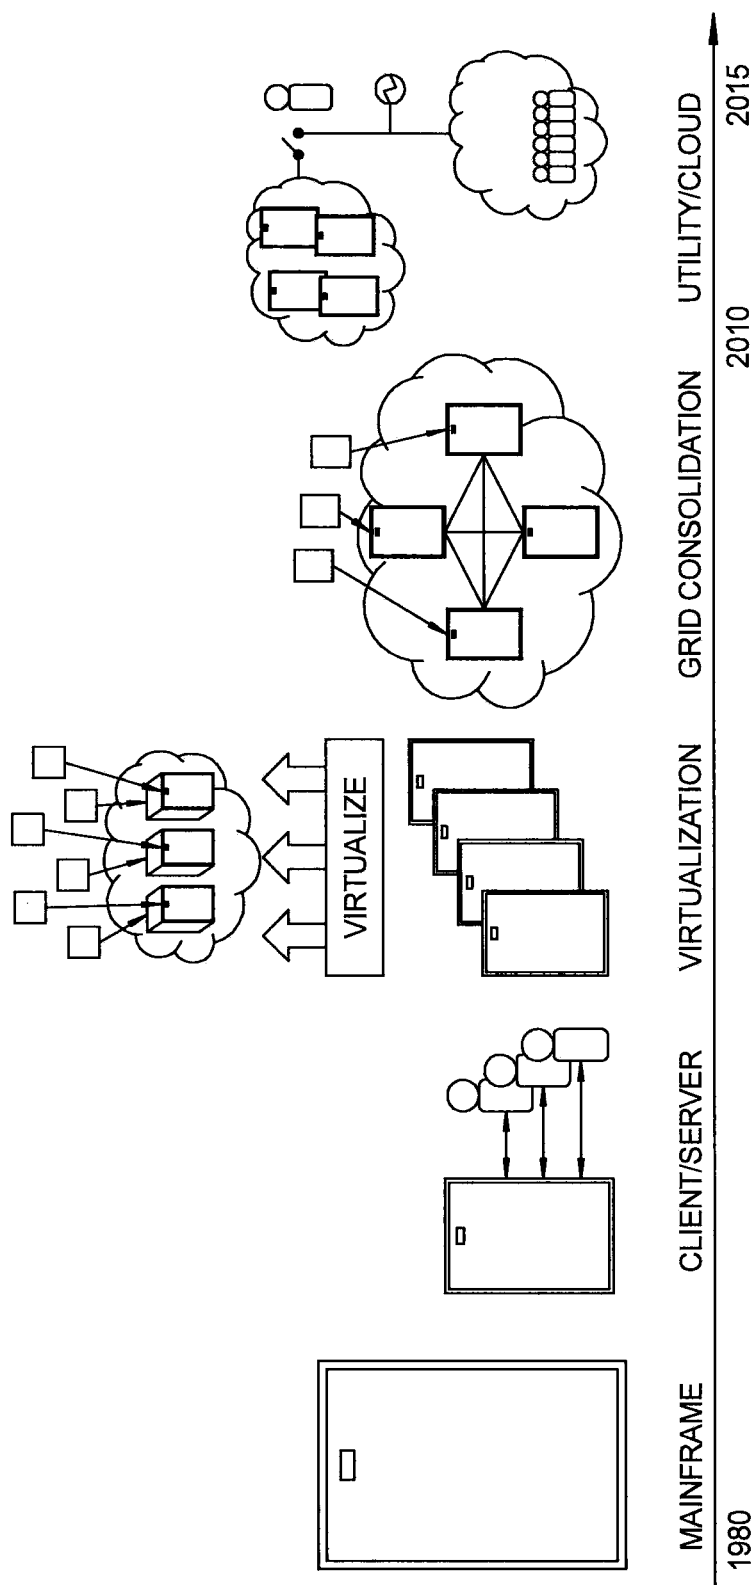 VIRTUALIZE
MAINFRAME
CLIENT/SERVER
VIRTUALIZATION
GRID CONSOLIDATION
UTILITY/CLOUD
1980
2010
2015